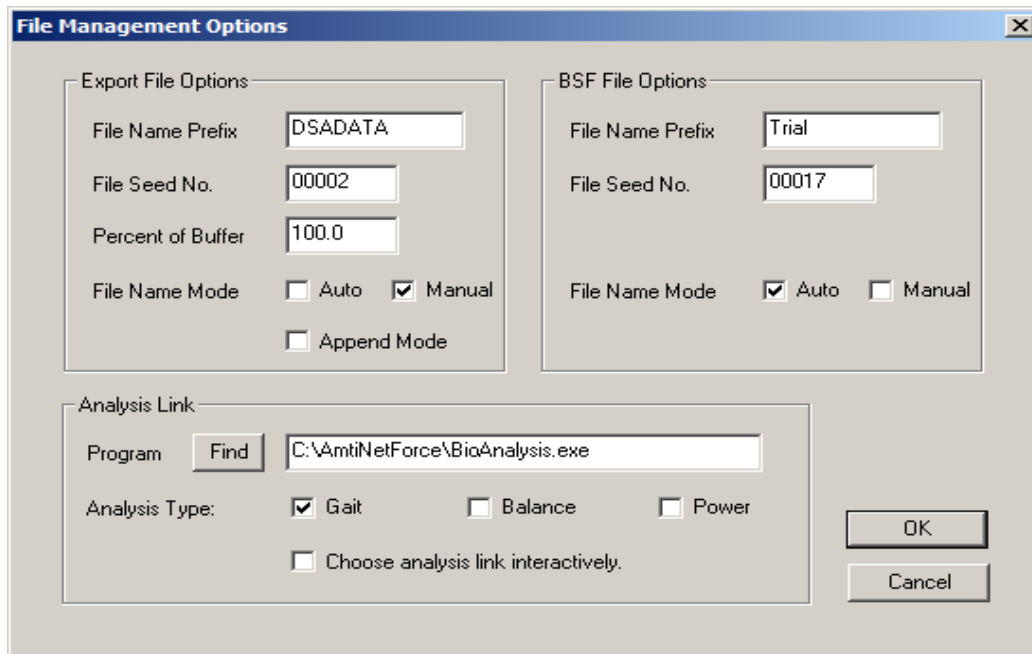 File Management Options
Export File Options
File Name Prefix DSADATA
File Seed No. 00002
Percent of Buffer 100.0
File Name Mode Auto Manual
Append Mode
BSF File Options
File Name Prefix Trial
File Seed No. 00017
File Name Mode Auto Manual
Analysis Link
Program Find C:\AmtiNetForce\BioAnalysis.exe
Analysis Type: Gait Balance Power
Choose analysis link interactively.
OK
Cancel